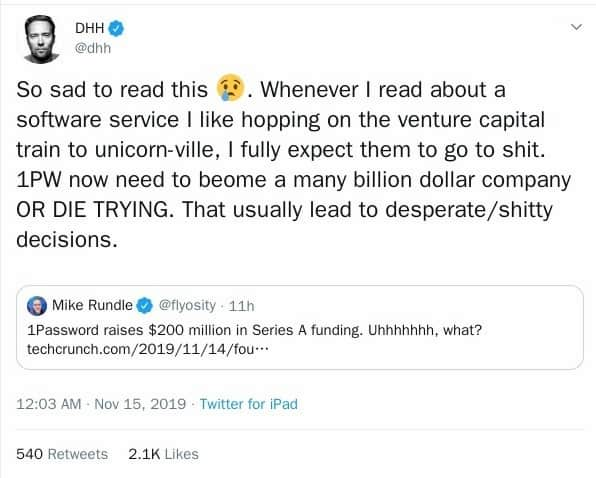 DHH
@dhh
So sad to read this 😢. Whenever I read about a
software service I like hopping on the venture capital
train to unicorn-ville, I fully expect them to go to shit.
1PW now need to beome a many billion dollar company
OR DIE TRYING. That usually lead to desperate/shitty
decisions.
Mike Rundle @flyosity · 11h
1Password raises $200 million in Series A funding. Uhhhhhhh, what?
techcrunch.com/2019/11/14/fou…
12:03 AM · Nov 15, 2019 · Twitter for iPad
540 Retweets 2.1K Likes